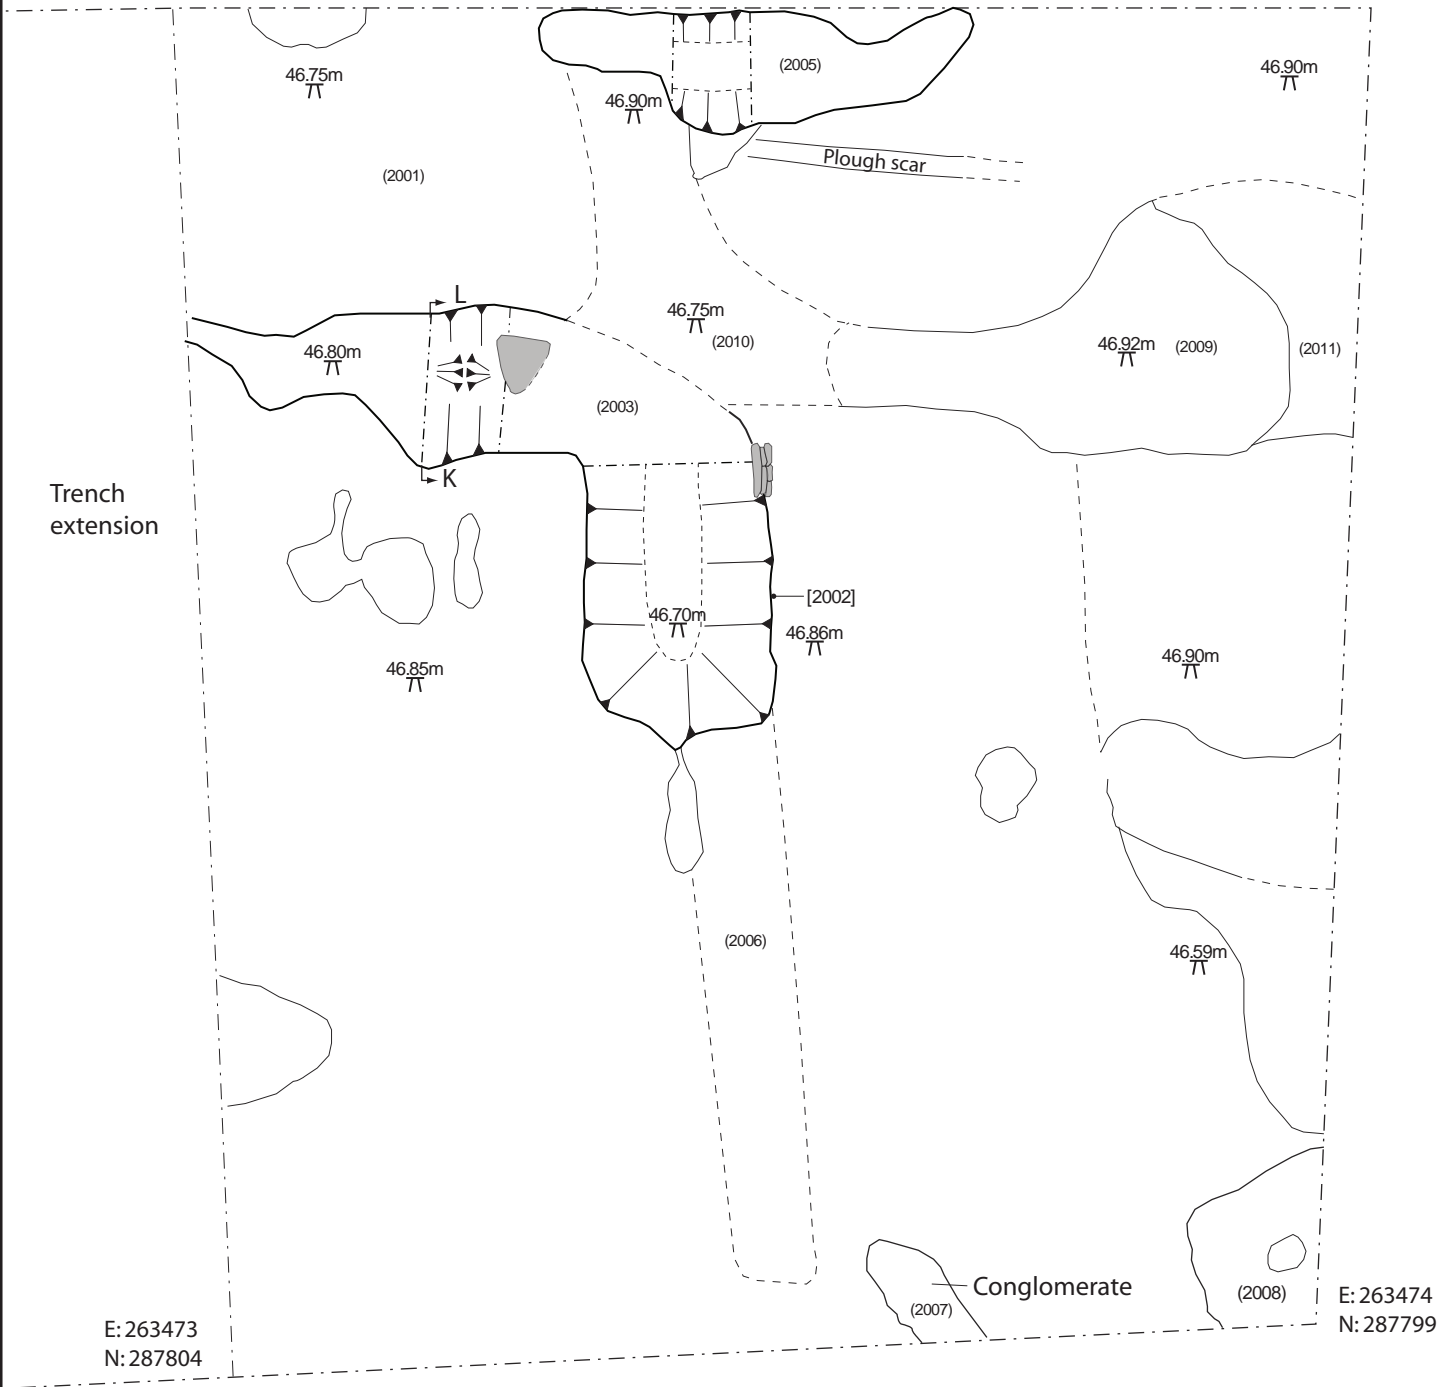 46.75m
46.90m
(2005)
46.90m
Plough scar
(2001)
L
46.75m
(2010)
46.80m
46.92m
(2009)
(2011)
(2003)
K
Trench
extension
[2002]
46.70m
46.86m
46.85m
46.90m
(2006)
46.59m
Conglomerate
(2007)
(2008)
E: 263474
N: 287799
E: 263473
N: 287804